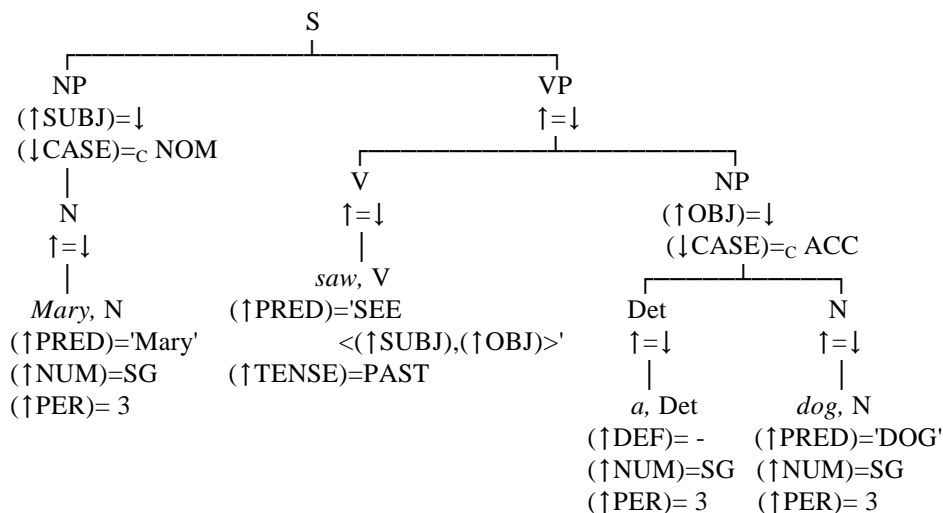 S
NP VP
(↑SUBJ)=↓ ↑=↓
(↓CASE)=C NOM
V NP
N ↑=↓ (↑OBJ)=↓
↑=↓ (↓CASE)=C ACC
saw, V
Mary, N (↑PRED)='SEE Det N
(↑PRED)='Mary' <(↑SUBJ),(↑OBJ)>' ↑=↓ ↑=↓
(↑NUM)=SG (↑TENSE)=PAST
(↑PER)= 3 a, Det dog, N
(↑DEF)= - (↑PRED)='DOG'
(↑NUM)=SG (↑NUM)=SG
(↑PER)= 3 (↑PER)= 3